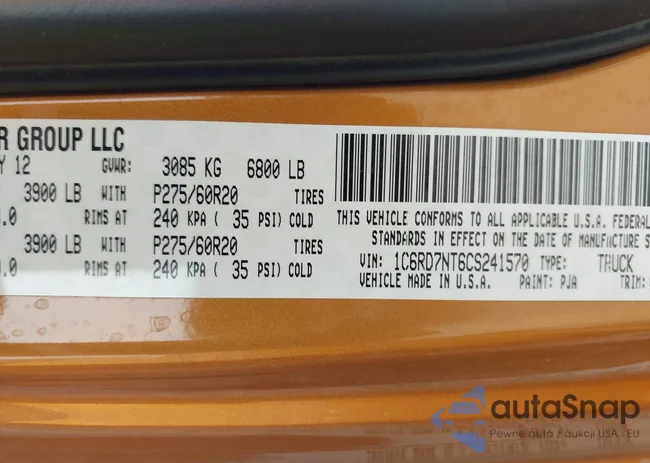 R GROUP LLC
Y 12 GVWR: 3085 KG 6800 LB
3900 LB WITH P275/60R20 TIRES
.0 RIMS AT 240 KPA ( 35 PSI) COLD
3900 LB WITH P275/60R20 TIRES
.0 RIMS AT 240 KPA ( 35 PSI) COLD
THIS VEHICLE CONFORMS TO ALL APPLICABLE U.S.A. FEDERAL
STANDARDS IN EFFECT ON THE DATE OF MANUFACTURE S
VIN: 1C6RD7NT6CS241570 TYPE: TRUCK
VEHICLE MADE IN U.S.A. PAINT: PJA TRIM:
autaSnap
Pewne auta z aukcji USA i EU